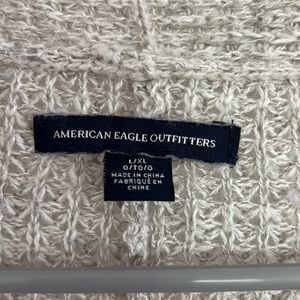 AMERICAN EAGLE OUTFITTERS
L/XL
G/TG/G
MADE IN CHINA
FABRIQUÉ EN
CHINE